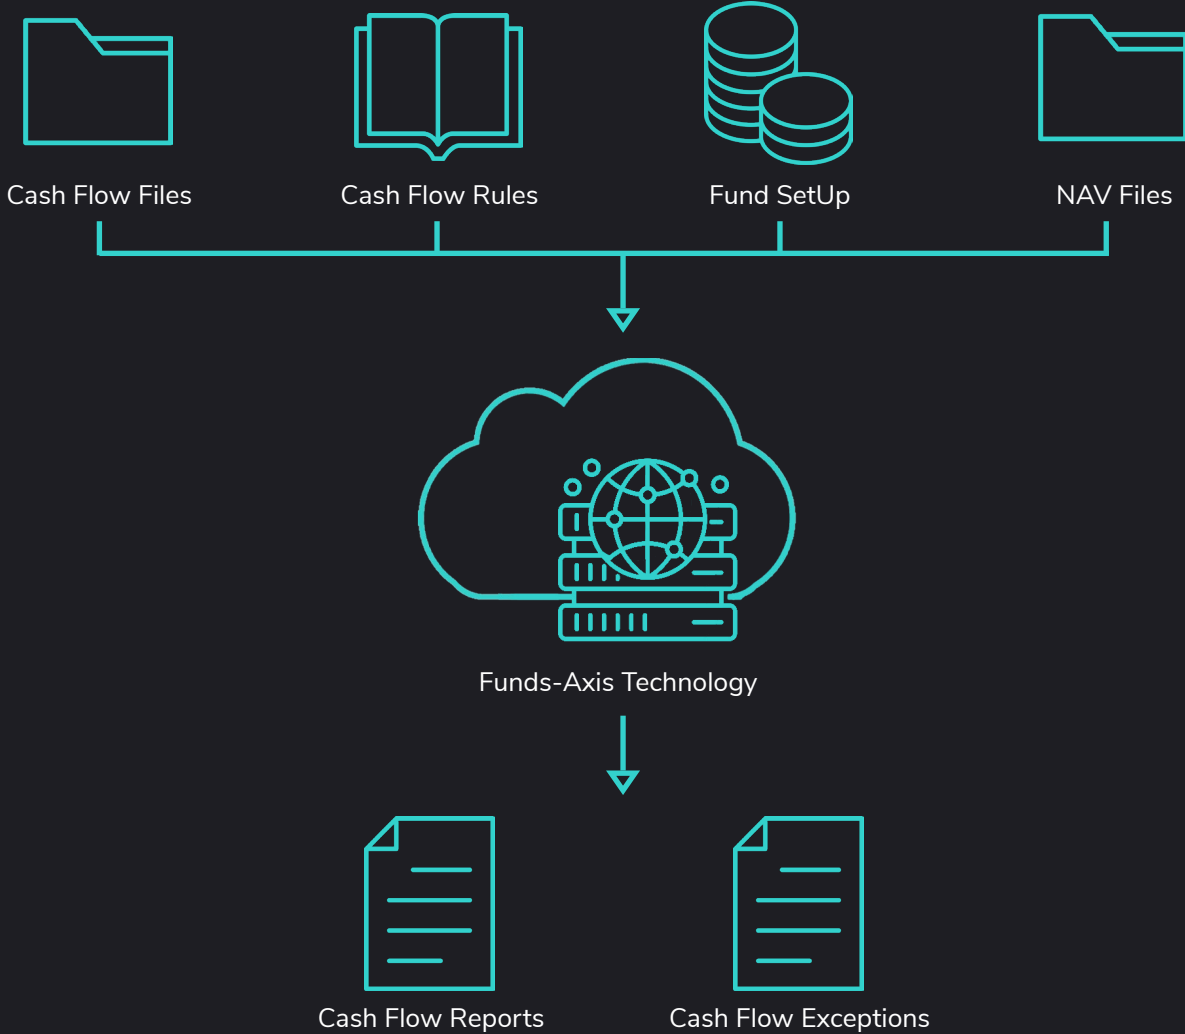 Cash Flow Files
Cash Flow Rules
Fund SetUp
NAV Files
Funds-Axis Technology
Cash Flow Reports
Cash Flow Exceptions